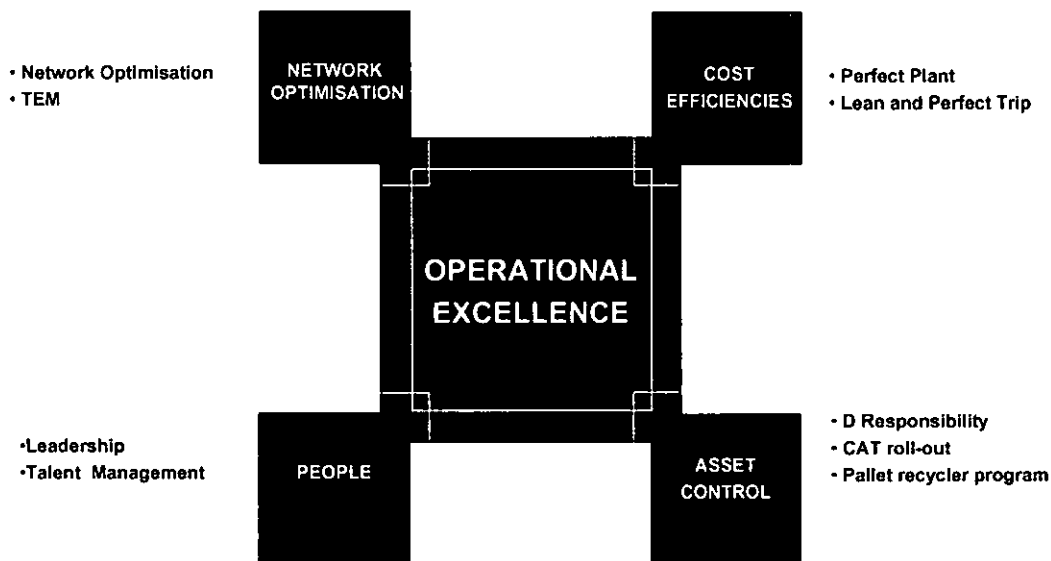 • Network Optimisation
• TEM
NETWORK
OPTIMISATION
COST
EFFICIENCIES
• Perfect Plant
• Lean and Perfect Trip
OPERATIONAL
EXCELLENCE
•Leadership
•Talent Management
PEOPLE
ASSET
CONTROL
• D Responsibility
• CAT roll-out
• Pallet recycler program